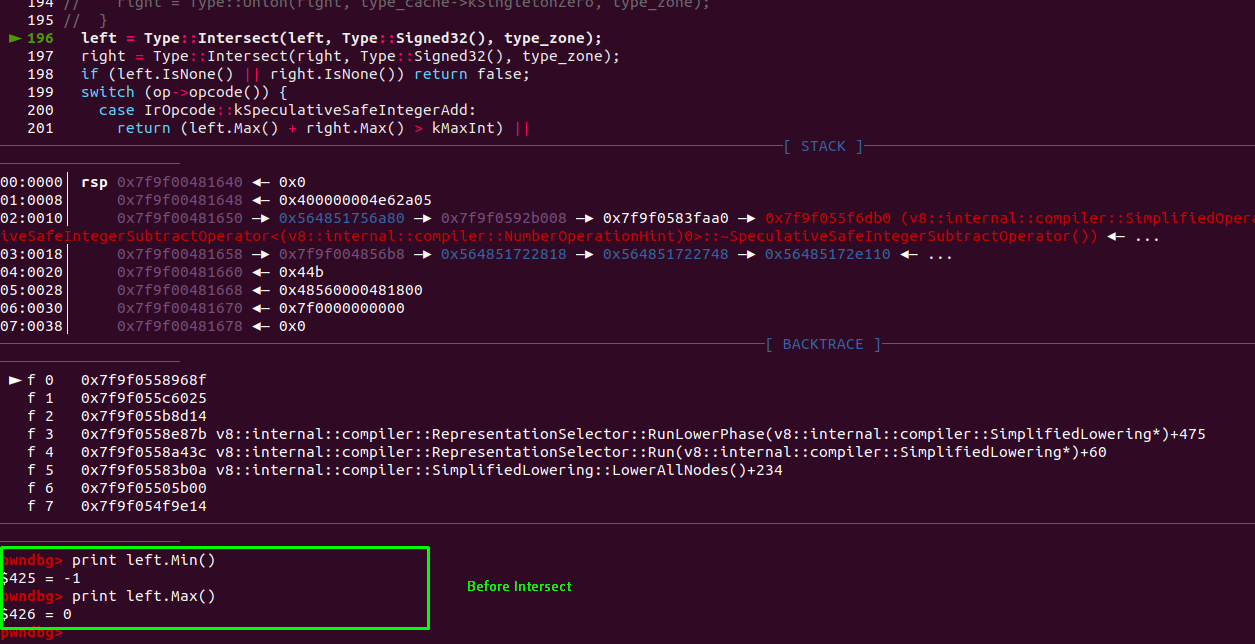 194 //    right = Type::Union(right, type_cache->kSingletonZero, type_zone);
195 //  }
► 196   left = Type::Intersect(left, Type::Signed32(), type_zone);
197   right = Type::Intersect(right, Type::Signed32(), type_zone);
198   if (left.IsNone() || right.IsNone()) return false;
199   switch (op->opcode()) {
200     case IrOpcode::kSpeculativeSafeIntegerAdd:
201       return (left.Max() + right.Max() > kMaxInt) ||
[ STACK ]
00:0000│ rsp 0x7f9f00481640 ◄— 0x0
01:0008│     0x7f9f00481648 ◄— 0x400000004e62a05
02:0010│     0x7f9f00481650 —► 0x564851756a80 —► 0x7f9f0592b008 —► 0x7f9f0583faa0 —► 0x7f9f055f6db0 (v8::internal::compiler::SimplifiedOpera
iveSafeIntegerSubtractOperator<(v8::internal::compiler::NumberOperationHint)0>::~SpeculativeSafeIntegerSubtractOperator()) ◄— ...
03:0018│     0x7f9f00481658 —► 0x7f9f004856b8 —► 0x564851722818 —► 0x564851722748 —► 0x56485172e110 ◄— ...
04:0020│     0x7f9f00481660 ◄— 0x44b
05:0028│     0x7f9f00481668 ◄— 0x48560000481800
06:0030│     0x7f9f00481670 ◄— 0x7f0000000000
07:0038│     0x7f9f00481678 ◄— 0x0
[ BACKTRACE ]
► f 0   0x7f9f0558968f
f 1   0x7f9f055c6025
f 2   0x7f9f055b8d14
f 3   0x7f9f0558e87b v8::internal::compiler::RepresentationSelector::RunLowerPhase(v8::internal::compiler::SimplifiedLowering*)+475
f 4   0x7f9f0558a43c v8::internal::compiler::RepresentationSelector::Run(v8::internal::compiler::SimplifiedLowering*)+60
f 5   0x7f9f05583b0a v8::internal::compiler::SimplifiedLowering::LowerAllNodes()+234
f 6   0x7f9f05505b00
f 7   0x7f9f054f9e14
pwndbg> print left.Min()
$425 = -1
Before Intersect
pwndbg> print left.Max()
$426 = 0
pwndbg>